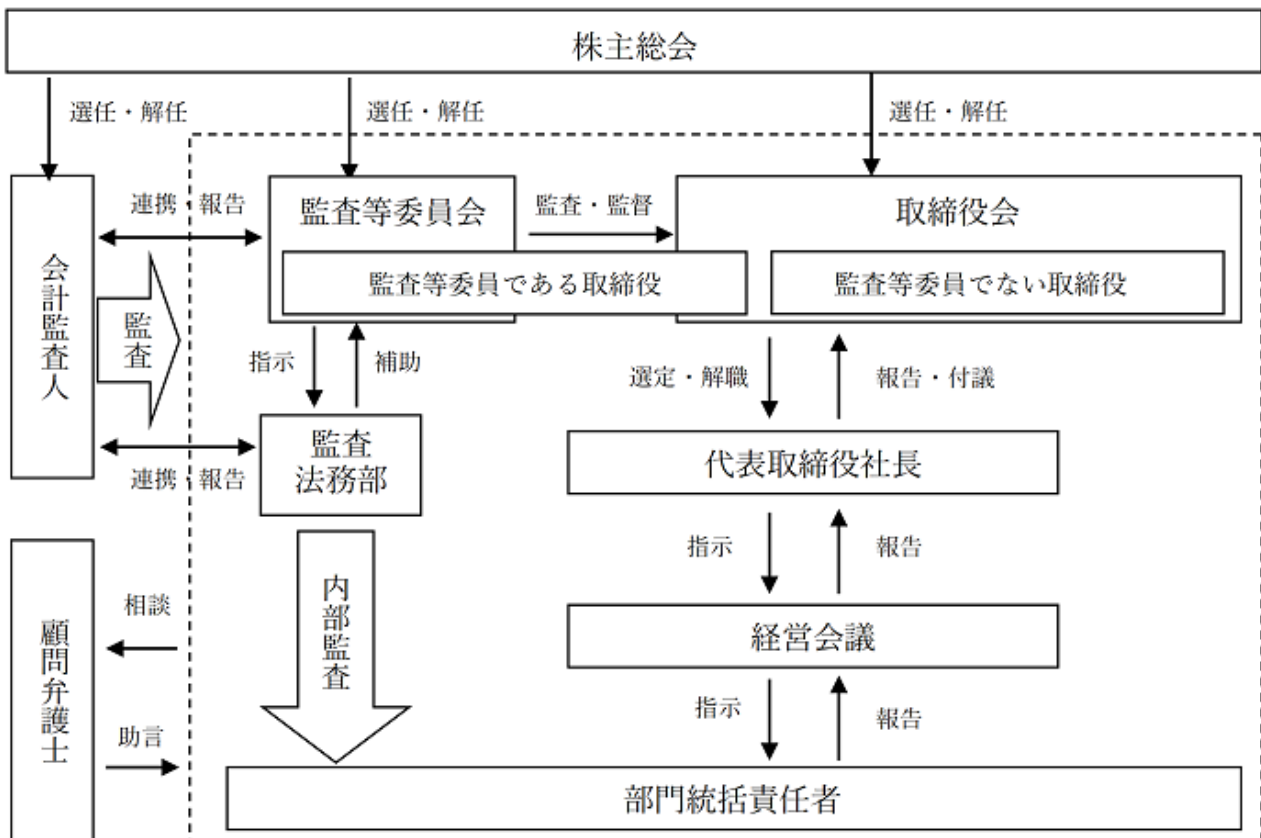 株主総会
選任・解任
選任・解任
選任・解任
連携・報告
監査等委員会
監査・監督
取締役会
監査等委員である取締役
監査等委員でない取締役
会計監査人
監査
指示
補助
選定・解職
報告・付議
監査
法務部
連携・報告
代表取締役社長
指示
報告
内部監査
経営会議
顧問弁護士
相談
助言
指示
報告
部門統括責任者